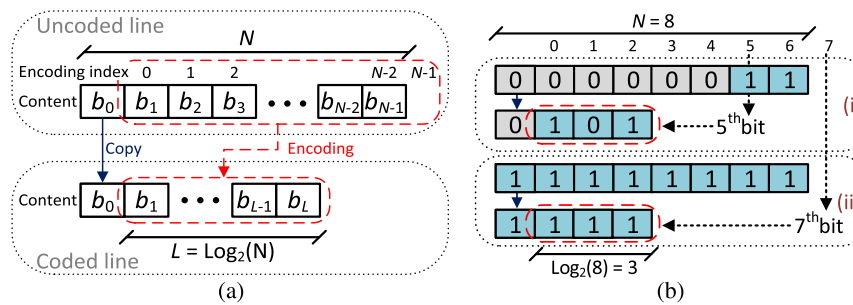 Uncoded line
N
Encoding index 0 1 2 N-2 N-1
Content b0 b1 b2 b3 ••• bN-2 bN-1
Copy
Encoding
Content b0 b1 ••• bL-1 bL
L = Log2(N)
Coded line
(a)
N = 8
0 1 2 3 4 5 6 7
0 0 0 0 0 0 1 1
(i
0 1 0 1
5th bit
1 1 1 1 1 1 1 1
(ii
1 1 1 1
7th bit
Log2(8) = 3
(b)